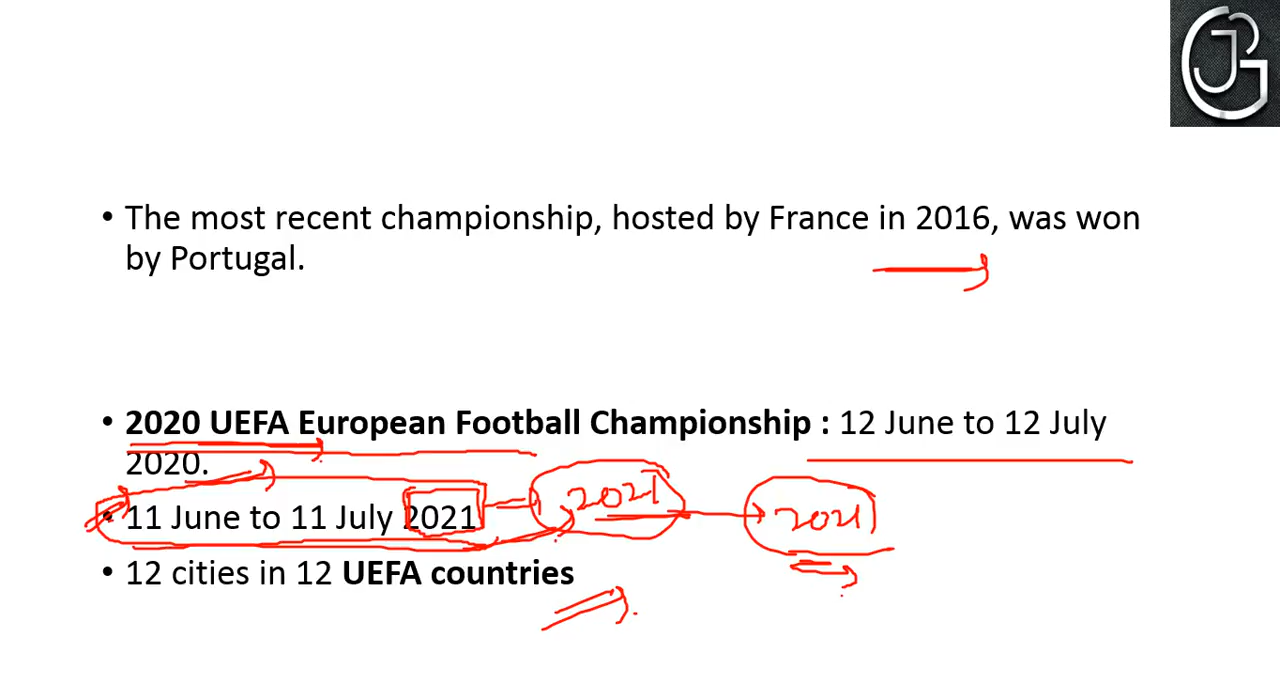 • The most recent championship, hosted by France in 2016, was won
by Portugal.
• 2020 UEFA European Football Championship : 12 June to 12 July
2020.
• 11 June to 11 July 2021 2021 2021
• 12 cities in 12 UEFA countries